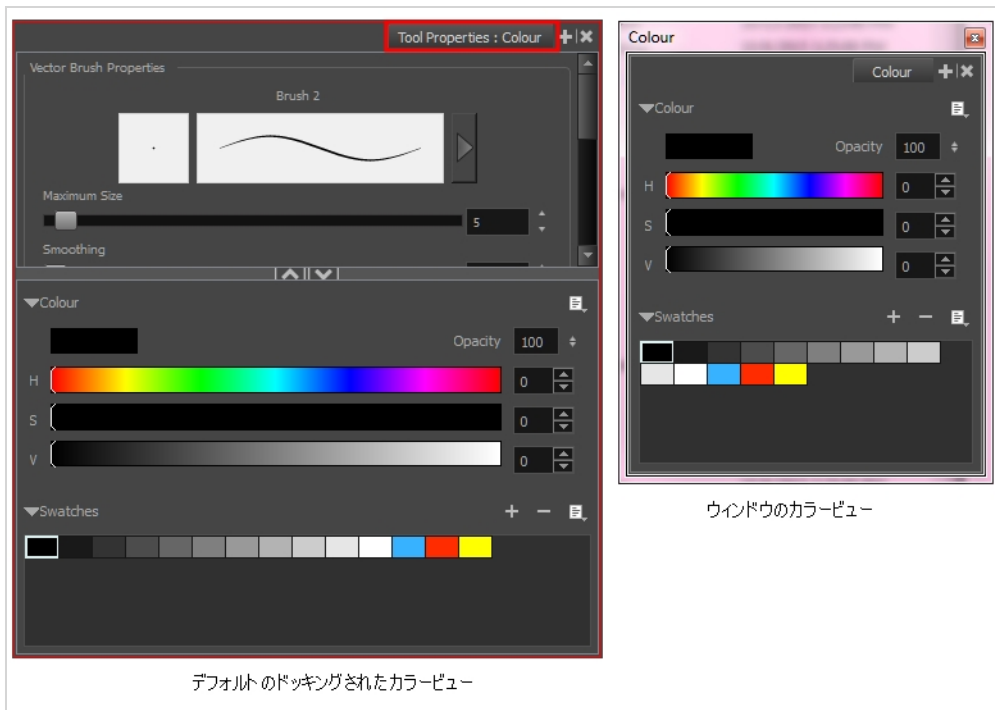 Tool Properties : Colour
Vector Brush Properties
Brush 2
Maximum Size
5
Smoothing
Colour
Opacity 100
H 0
S 0
V 0
Swatches
デフォルトのドッキングされたカラービュー
Colour
Colour
Colour
Opacity 100
H 0
S 0
V 0
Swatches
ウィンドウのカラービュー